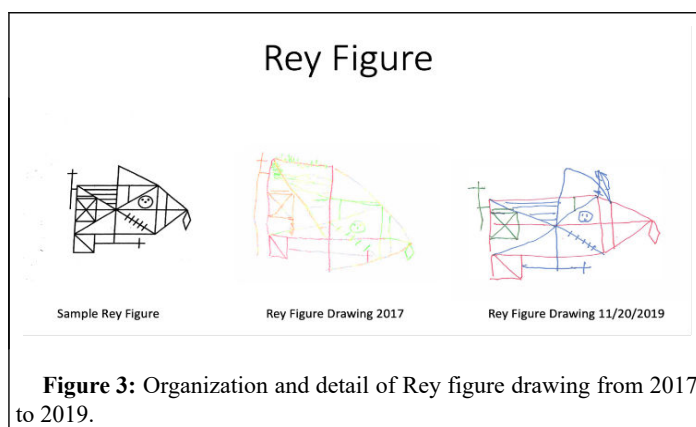 Rey Figure
Sample Rey Figure
Rey Figure Drawing 2017
Rey Figure Drawing 11/20/2019
Figure 3: Organization and detail of Rey figure drawing from 2017
to 2019.